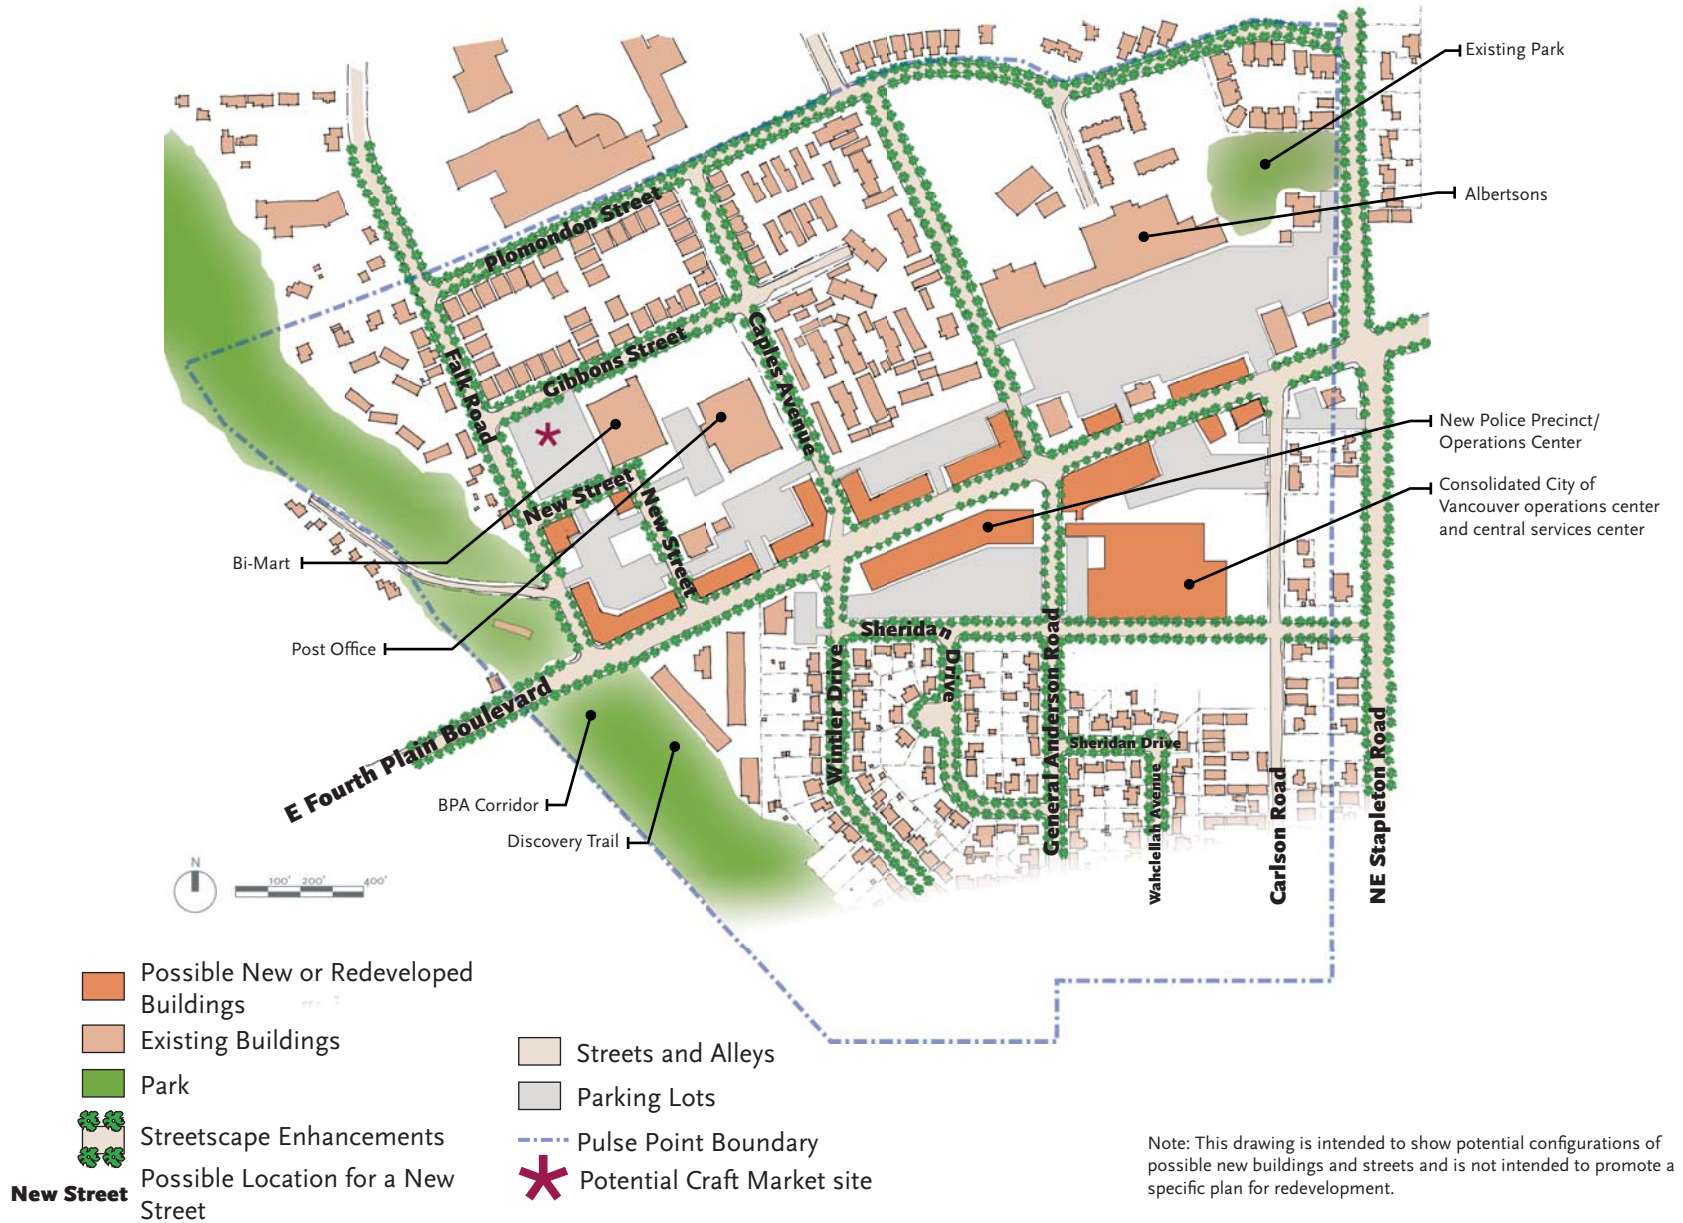 Existing Park
Albertsons
New Police Precinct/
Operations Center
Consolidated City of
Vancouver operations center
and central services center
Plomondon Street
Gibbons Street
Falk Road
Caples Avenue
New Street
New Street
Bi-Mart
Post Office
E Fourth Plain Boulevard
BPA Corridor
Discovery Trail
Sheridan
Drive
Wintler Drive
General Anderson Road
Sheridan Drive
Wahclellah Avenue
Carlson Road
NE Stapleton Road
N
100' 200' 400'
Possible New or Redeveloped
Buildings
Existing Buildings
Park
Streetscape Enhancements
New Street Possible Location for a New
Street
Streets and Alleys
Parking Lots
Pulse Point Boundary
Potential Craft Market site
Note: This drawing is intended to show potential configurations of
possible new buildings and streets and is not intended to promote a
specific plan for redevelopment.